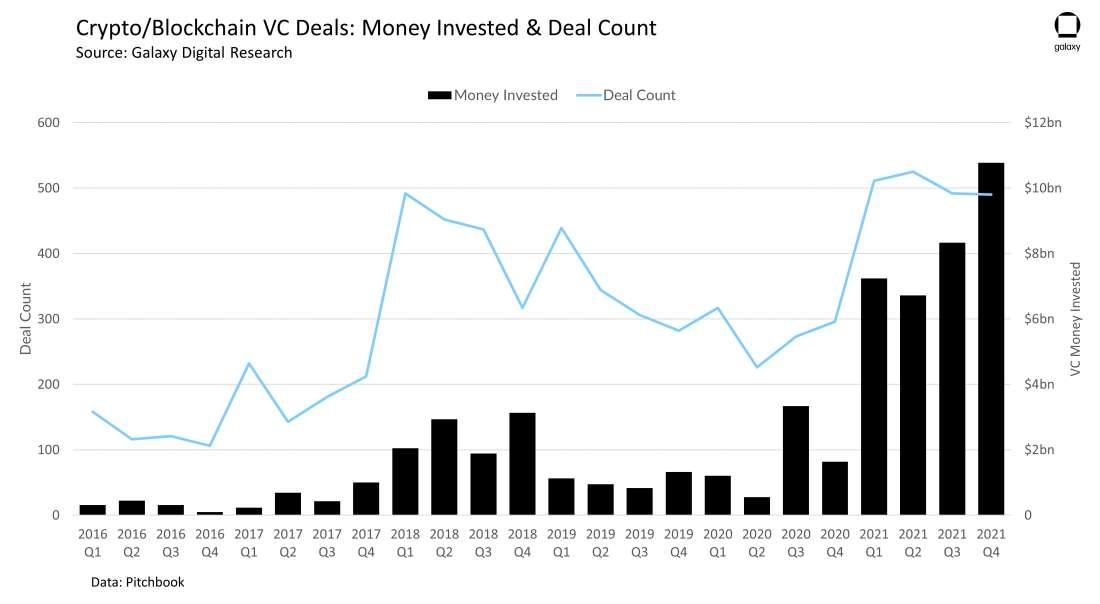 Crypto/Blockchain VC Deals: Money Invested & Deal Count
Source: Galaxy Digital Research
galaxy
Money Invested Deal Count
600 $12bn
500 $10bn
400 $8bn
300 $6bn
200 $4bn
100 $2bn
0 0
Deal Count
VC Money Invested
2016 2016 2016 2016 2017 2017 2017 2017 2018 2018 2018 2018 2019 2019 2019 2019 2020 2020 2020 2020 2021 2021 2021 2021
Q1 Q2 Q3 Q4 Q1 Q2 Q3 Q4 Q1 Q2 Q3 Q4 Q1 Q2 Q3 Q4 Q1 Q2 Q3 Q4 Q1 Q2 Q3 Q4
Data: Pitchbook